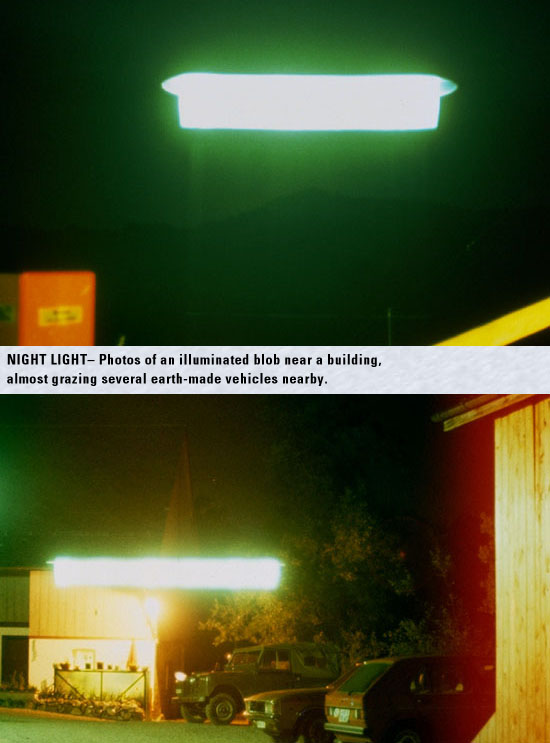 NIGHT LIGHT– Photos of an illuminated blob near a building,
almost grazing several earth-made vehicles nearby.